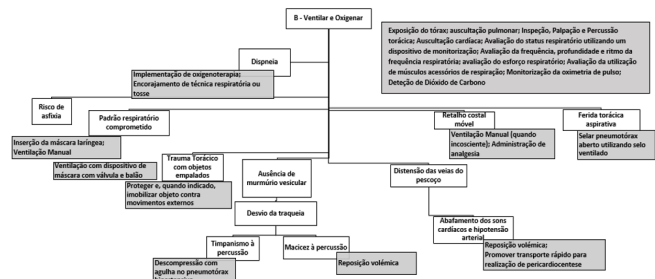 B - Ventilar e Oxigenar
Exposição do tórax; auscultação pulmonar; Inspeção, Palpação e Percussão
torácica; Auscultação cardíaca; Avaliação do status respiratório utilizando um
dispositivo de monitorização; Avaliação da frequência, profundidade e ritmo da
frequência respiratória; avaliação do esforço respiratório; Avaliação da utilização
de músculos acessórios de respiração; Monitorização da oximetria de pulso;
Deteção de Dióxido de Carbono
Dispneia
Implementação de oxigenoterapia;
Encorajamento de técnica respiratória ou
tosse
Risco de
asfixia
Padrão respiratório
comprometido
Inserção da máscara laríngea;
Ventilação Manual
Ventilação com dispositivo de
máscara com válvula e balão
Trauma Torácico
com objetos
empalados
Proteger e, quando indicado,
imobilizar objeto contra
movimentos externos
Ausência de
murmúrio vesicular
Desvio da traqueia
Timpanismo à
percussão
Descompressão com
agulha no pneumotórax
Macicez à percussão
Reposição volémica
Retalho costal
móvel
Ventilação Manual (quando
incosciente); Administração de
analgesia
Ferida torácica
aspirativa
Selar pneumotórax
aberto utilizando selo
ventilado
Distensão das veias do
pescoço
Abafamento dos sons
cardíacos e hipotensão
arterial
Reposição volémica;
Promover transporte rápido para
realização de pericardiocentese